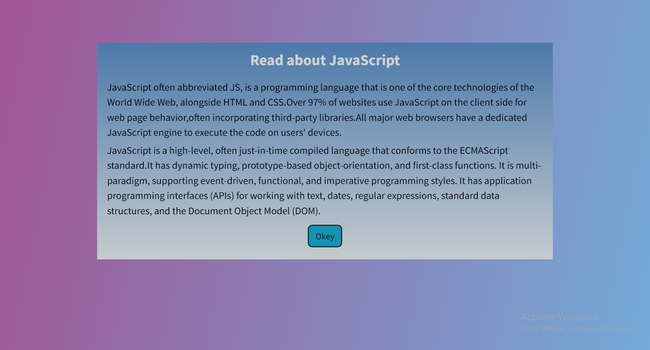 Read about JavaScript
JavaScript often abbreviated JS, is a programming language that is one of the core technologies of the
World Wide Web, alongside HTML and CSS.Over 97% of websites use JavaScript on the client side for
web page behavior,often incorporating third-party libraries.All major web browsers have a dedicated
JavaScript engine to execute the code on users' devices.
JavaScript is a high-level, often just-in-time compiled language that conforms to the ECMAScript
standard.It has dynamic typing, prototype-based object-orientation, and first-class functions. It is multi-
paradigm, supporting event-driven, functional, and imperative programming styles. It has application
programming interfaces (APIs) for working with text, dates, regular expressions, standard data
structures, and the Document Object Model (DOM).
Okey
Activate Windows